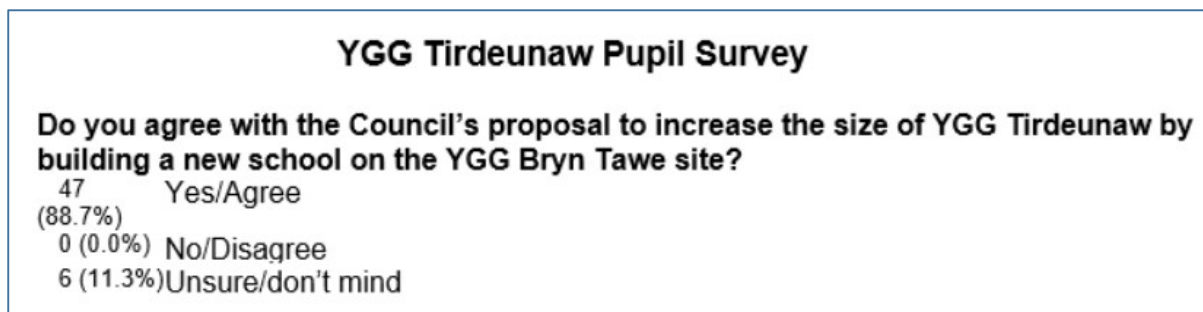 YGG Tirdeunaw Pupil Survey
Do you agree with the Council's proposal to increase the size of YGG Tirdeunaw by
building a new school on the YGG Bryn Tawe site?
47 Yes/Agree
(88.7%)
0 (0.0%) No/Disagree
6 (11.3%) Unsure/don't mind